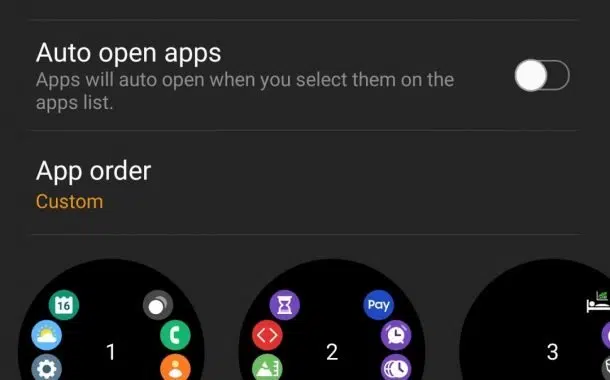 Auto open apps
Apps will auto open when you select them on the
apps list.
App order
Custom
16
Pay
1
2
3